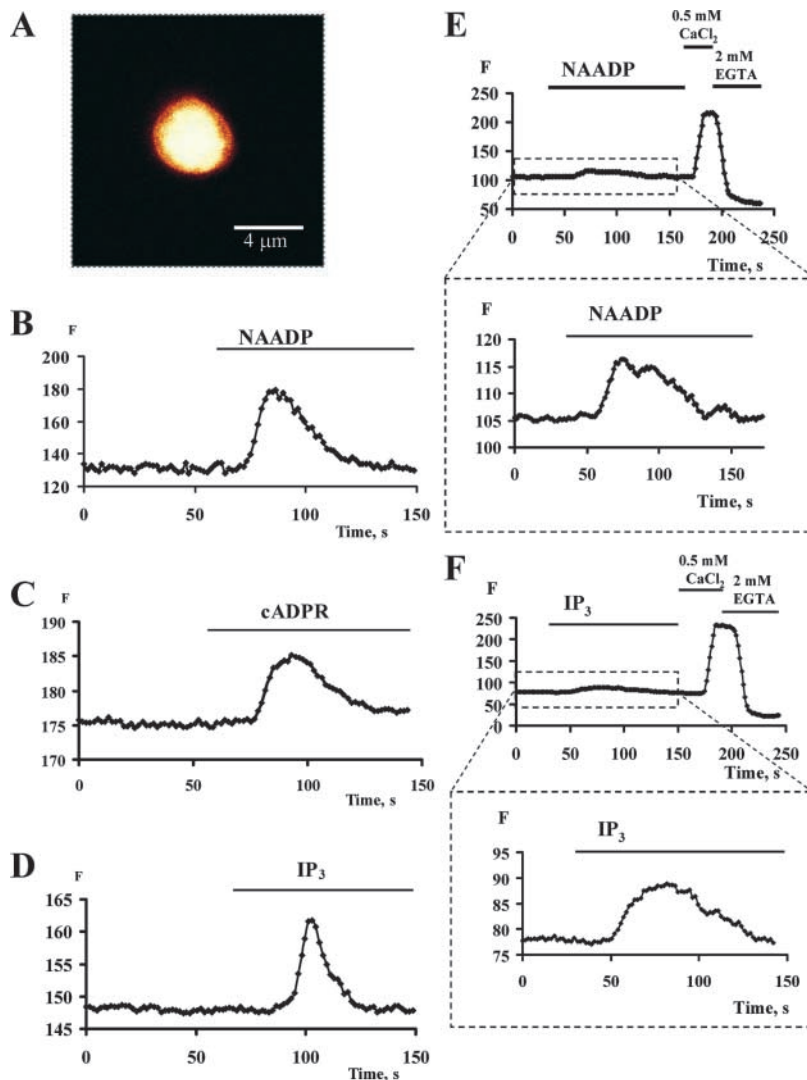 A
4 μm
B
F
NAADP
200
180
160
140
120
0 50 100 150
Time, s
C
F
cADPR
190
185
180
175
170
0 50 100 150
Time, s
D
F
IP3
165
160
155
150
145
0 50 100 150
Time, s
E
0.5 mM
CaCl2
2 mM
EGTA
F
NAADP
250
200
150
100
50
0 50 100 150 200 250
Time, s
F
NAADP
120
115
110
105
100
0 50 100 150
Time, s
F
0.5 mM
CaCl2
2 mM
EGTA
F
IP3
250
200
150
100
50
0
0 50 100 150 200 250
Time, s
F
IP3
95
90
85
80
75
0 50 100 150
Time, s